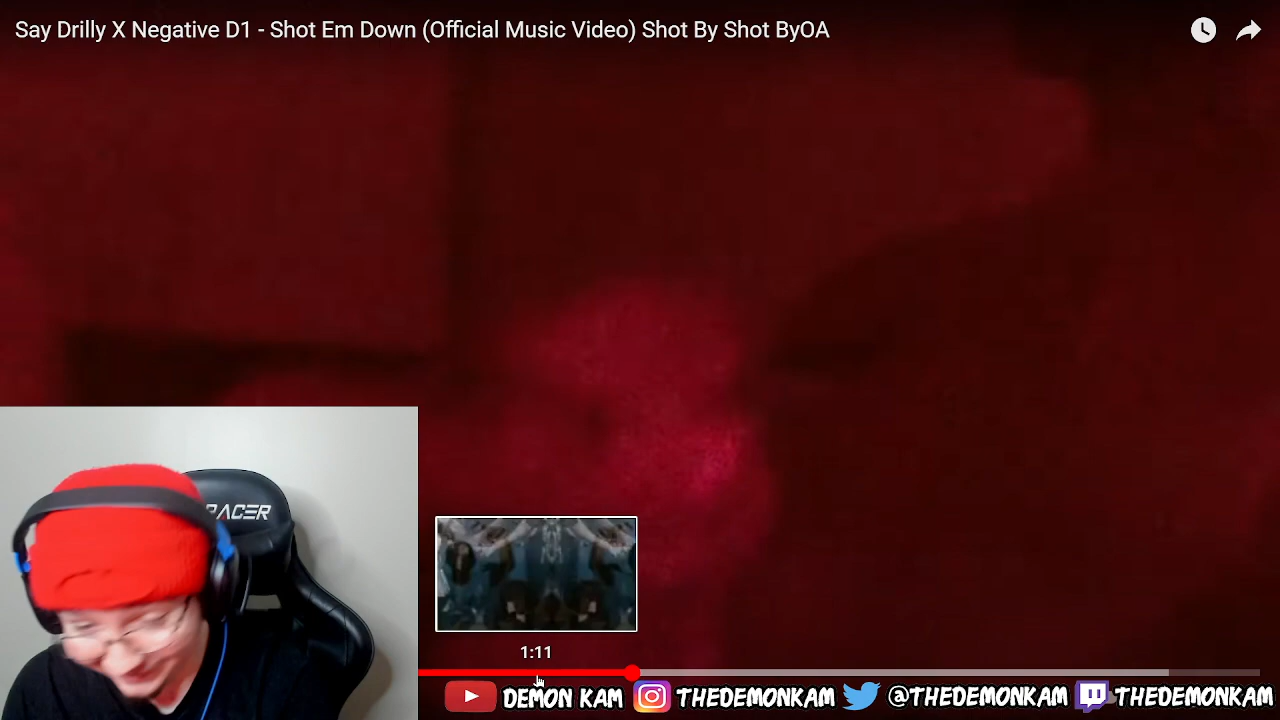 Say Drilly X Negative D1 - Shot Em Down (Official Music Video) Shot By Shot ByOA
RACER
1:11
DEMON KAM THEDEMONKAM @THEDEMONKAM THEDEMONKAM